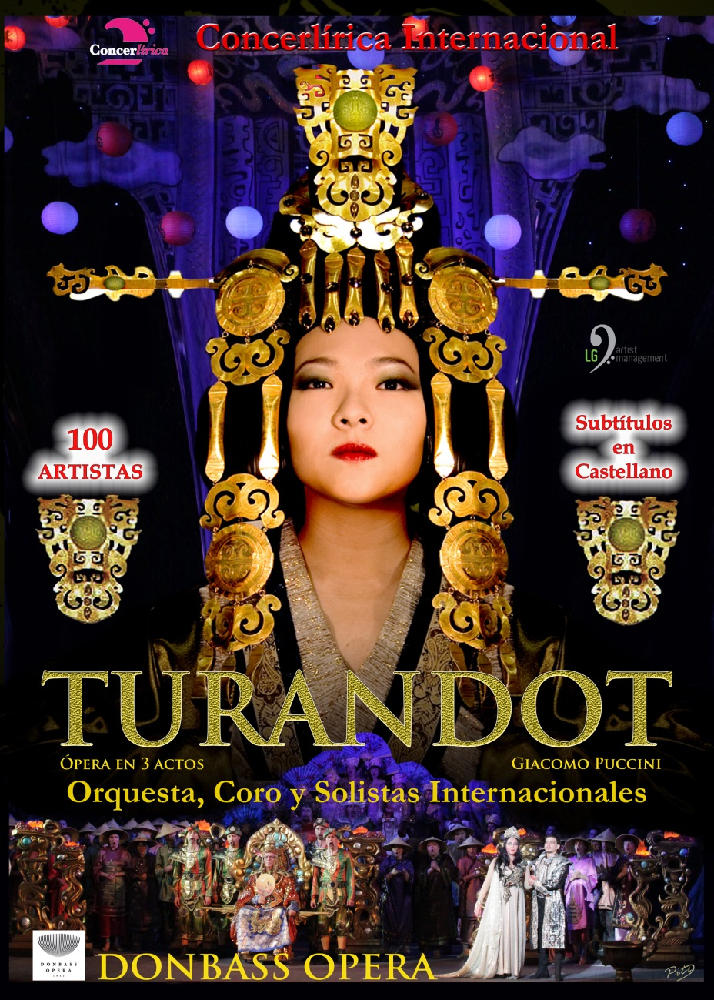 Concerlírica
Concerlírica Internacional
LG artist
management
100
ARTISTAS
Subtítulos
en
Castellano
TURANDOT
ÓPERA EN 3 ACTOS
GIACOMO PUCCINI
Orquesta, Coro y Solistas Internacionales
DONBASS
OPERA
DONBASS OPERA
Piti